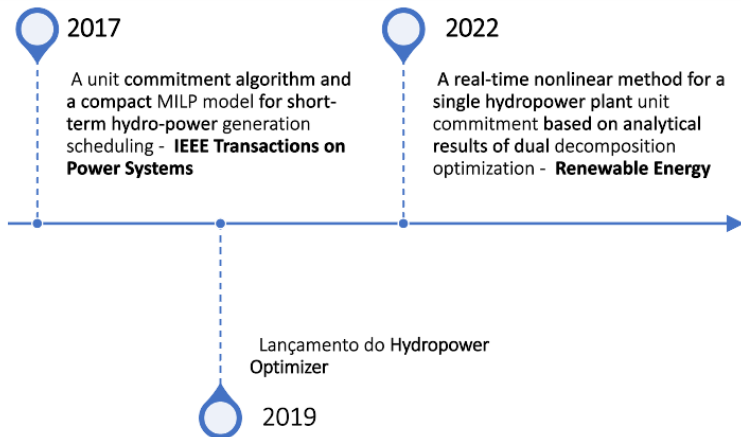 2017
A unit commitment algorithm and
a compact MILP model for short-
term hydro-power generation
scheduling - IEEE Transactions on
Power Systems
2022
A real-time nonlinear method for a
single hydropower plant unit
commitment based on analytical
results of dual decomposition
optimization - Renewable Energy
Lançamento do Hydropower
Optimizer
2019